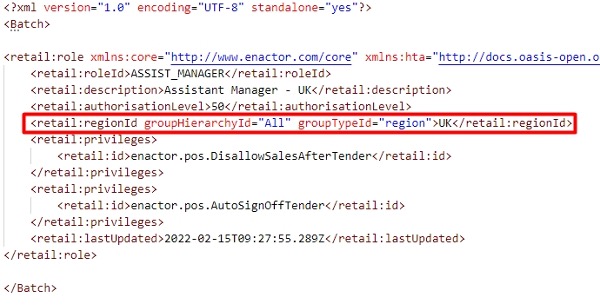 <?xml version="1.0" encoding="UTF-8" standalone="yes"?>
<Batch>
<retail:role xmlns:core="http://www.enactor.com/core" xmlns:hta="http://docs.oasis-open.o
<retail:roleId>ASSIST_MANAGER</retail:roleId>
<retail:description>Assistant Manager - UK</retail:description>
<retail:authorisationLevel>50</retail:authorisationLevel>
<retail:regionId groupHierarchyId="All" groupTypeId="region">UK</retail:regionId>
<retail:privileges>
<retail:id>enactor.pos.DisallowSalesAfterTender</retail:id>
</retail:privileges>
<retail:privileges>
<retail:id>enactor.pos.AutoSignOffTender</retail:id>
</retail:privileges>
<retail:lastUpdated>2022-02-15T09:27:55.289Z</retail:lastUpdated>
</retail:role>
</Batch>